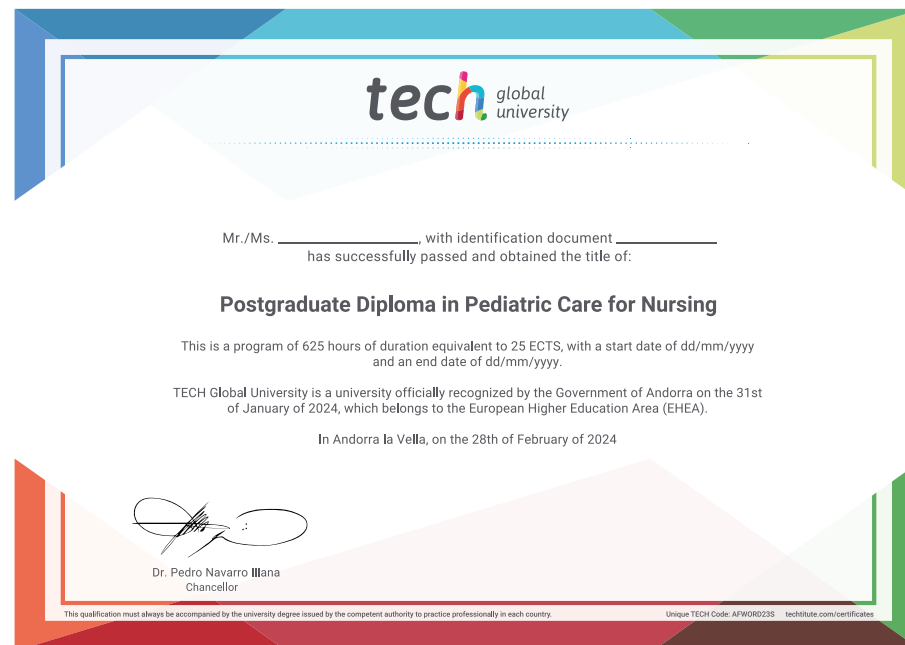 tech global
university
Mr./Ms. ____________, with identification document ____________
has successfully passed and obtained the title of:
Postgraduate Diploma in Pediatric Care for Nursing
This is a program of 625 hours of duration equivalent to 25 ECTS, with a start date of dd/mm/yyyy
and an end date of dd/mm/yyyy.
TECH Global University is a university officially recognized by the Government of Andorra on the 31st
of January of 2024, which belongs to the European Higher Education Area (EHEA).
In Andorra la Vella, on the 28th of February of 2024
Dr. Pedro Navarro Illana
Chancellor
This qualification must always be accompanied by the university degree issued by the competent authority to practice professionally in each country. Unique TECH Code: AFWORD23S techtitute.com/certificates